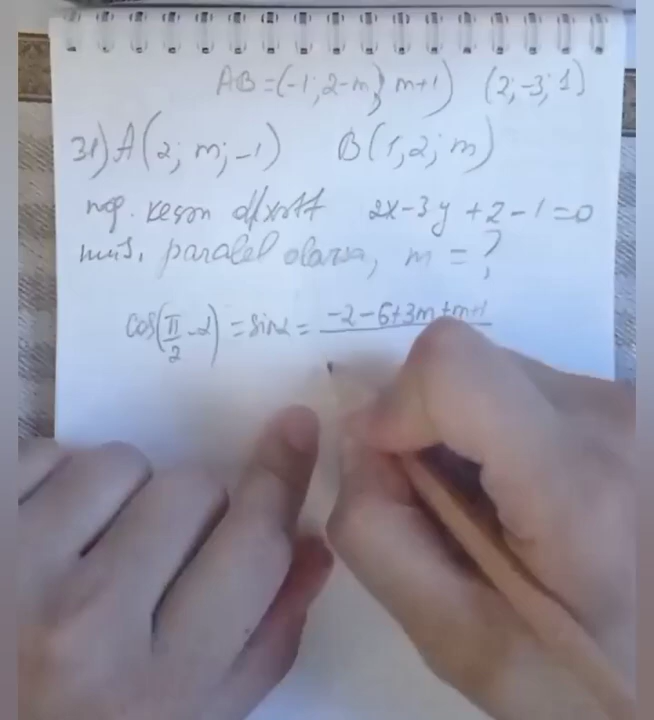 AB = (-1; 2-m; m+1) (2; -3; 1)
31) A(2; m; -1) B(1, 2; m)
keson 2x-3y+z-1=0
paralel olarsa, m = ?
cos(π/2 - α) = sinα = -2-6+3m+m+1